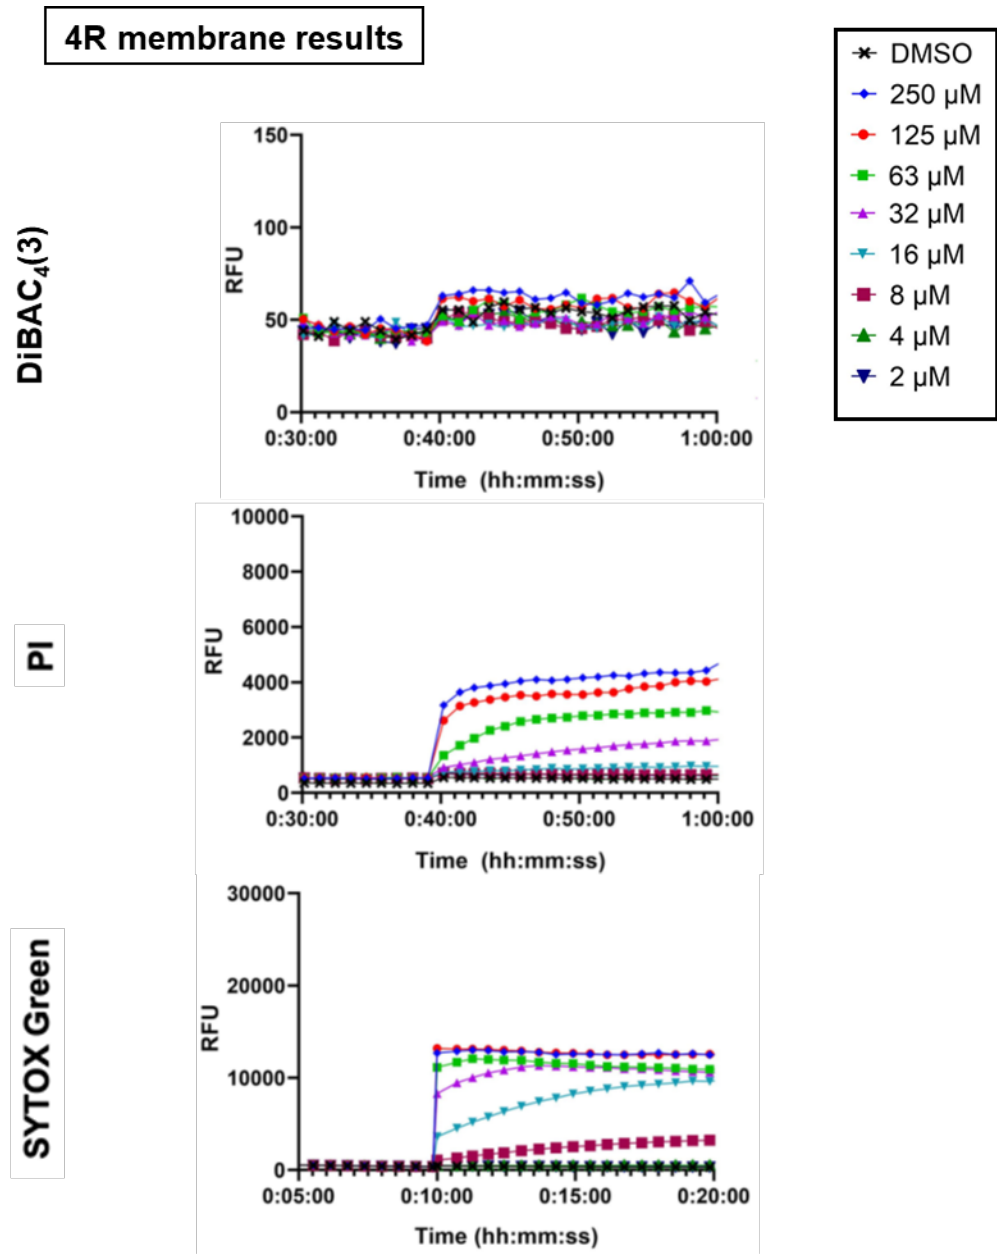 4R membrane results
DMSO
250 µM
125 µM
63 µM
32 µM
16 µM
8 µM
4 µM
2 µM
DiBAC4(3)
RFU
150
100
50
0
0:30:00 0:40:00 0:50:00 1:00:00
Time (hh:mm:ss)
PI
RFU
10000
8000
6000
4000
2000
0
0:30:00 0:40:00 0:50:00 1:00:00
Time (hh:mm:ss)
SYTOX Green
RFU
30000
20000
10000
0
0:05:00 0:10:00 0:15:00 0:20:00
Time (hh:mm:ss)